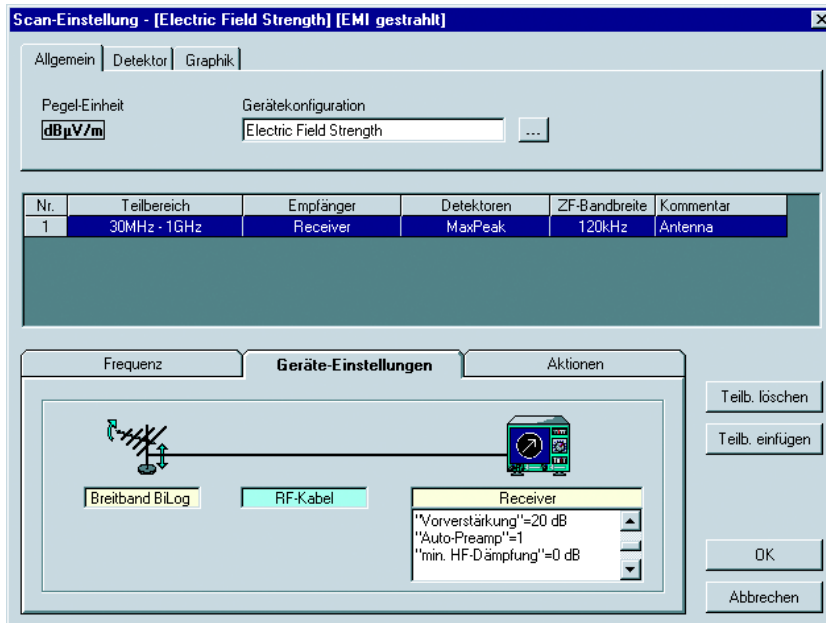 Scan-Einstellung - [Electric Field Strength] [EMI gestrahlt]
Allgemein Detektor Graphik
Pegel-Einheit Gerätekonfiguration
dBµV/m Electric Field Strength ...
Nr. Teilbereich Empfänger Detektoren ZF-Bandbreite Kommentar
1 30MHz - 1GHz Receiver MaxPeak 120kHz Antenna
Frequenz Geräte-Einstellungen Aktionen
Teilb. löschen
Teilb. einfügen
Breitband BiLog RF-Kabel Receiver
"Vorverstärkung"=20 dB
"Auto-Preamp"=1
"min. HF-Dämpfung"=0 dB
OK
Abbrechen